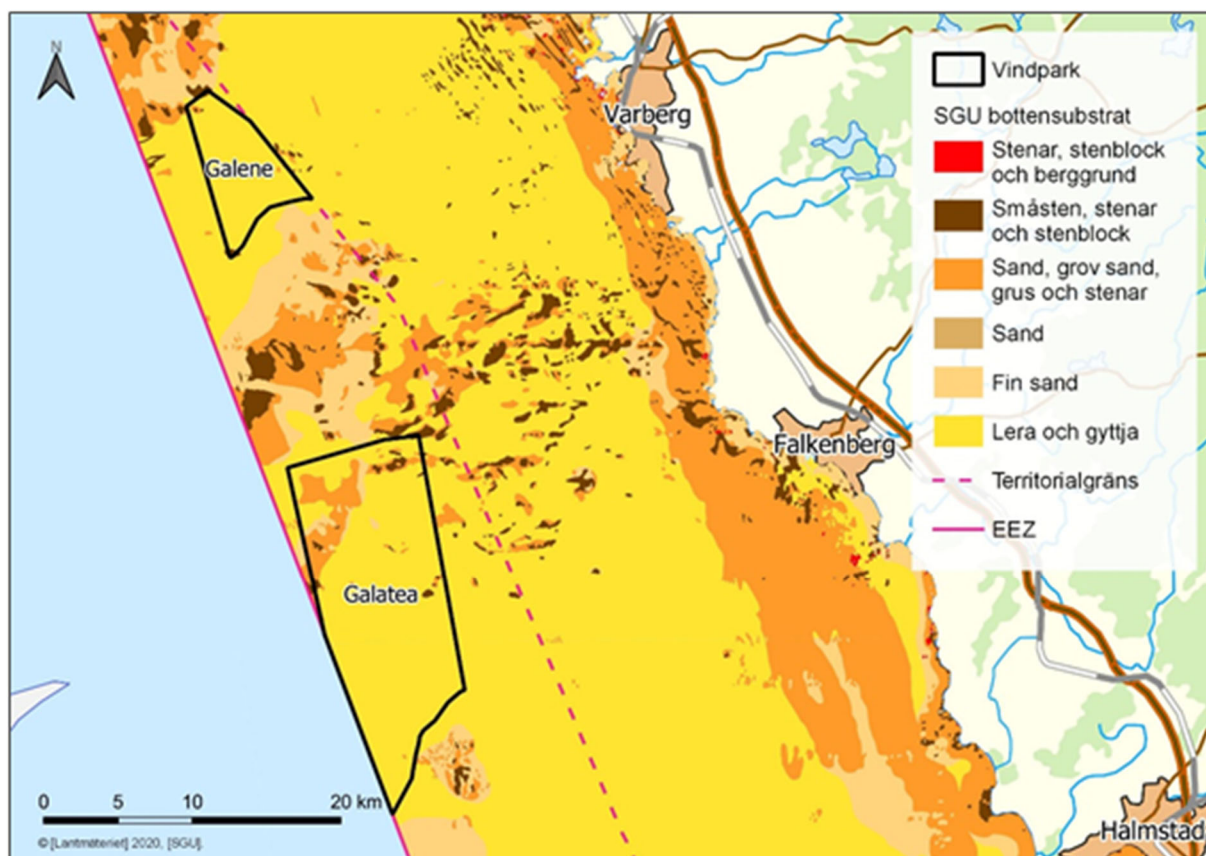 N
Varberg
Galene
Falkenberg
Galatea
Halmstad
Vindpark
SGU bottensubstrat
Stenar, stenblock
och berggrund
Småsten, stenar
och stenblock
Sand, grov sand,
grus och stenar
Sand
Fin sand
Lera och gyttja
Territorialgräns
EEZ
0 5 10 20 km
© [Lantmäteriet] 2020, [SGU].